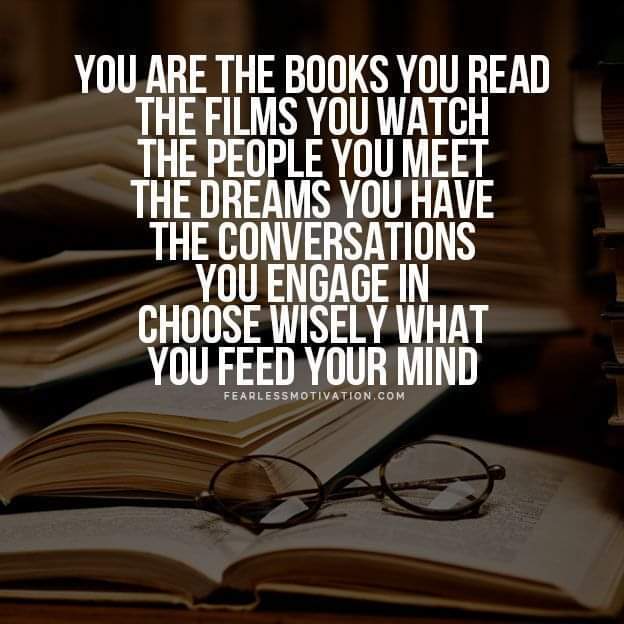 YOU ARE THE BOOKS YOU READ
THE FILMS YOU WATCH
THE PEOPLE YOU MEET
THE DREAMS YOU HAVE
THE CONVERSATIONS
YOU ENGAGE IN
CHOOSE WISELY WHAT
YOU FEED YOUR MIND
FEARLESSMOTIVATION.COM